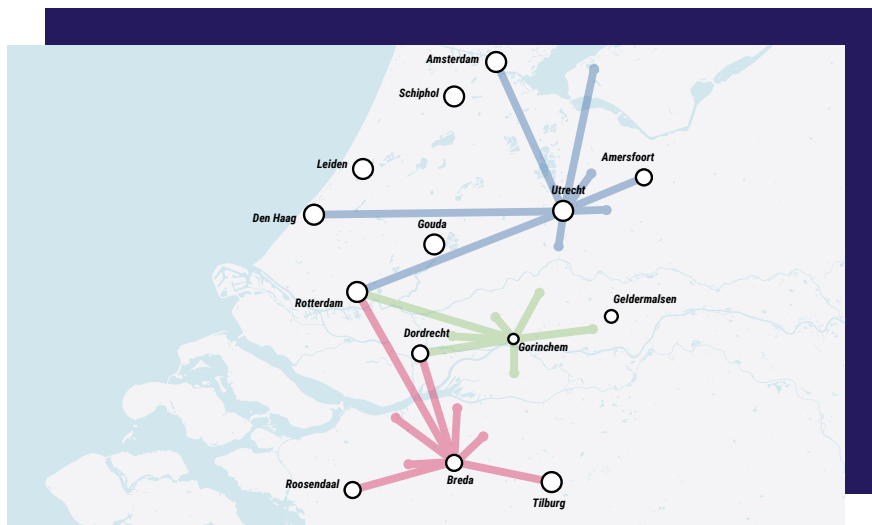 Amsterdam
Schiphol
Amersfoort
Leiden
Utrecht
Den Haag
Gouda
Rotterdam
Geldermalsen
Dordrecht
Gorinchem
Roosendaal
Breda
Tilburg